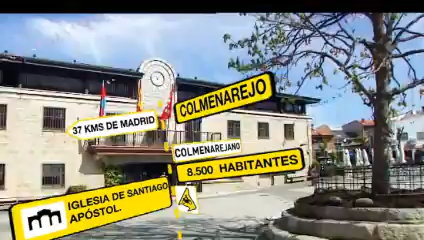 COLMENAREJO
37 KMS DE MADRID
COLMENAREJANO
8.500 HABITANTES
IGLESIA DE SANTIAGO
APÓSTOL.